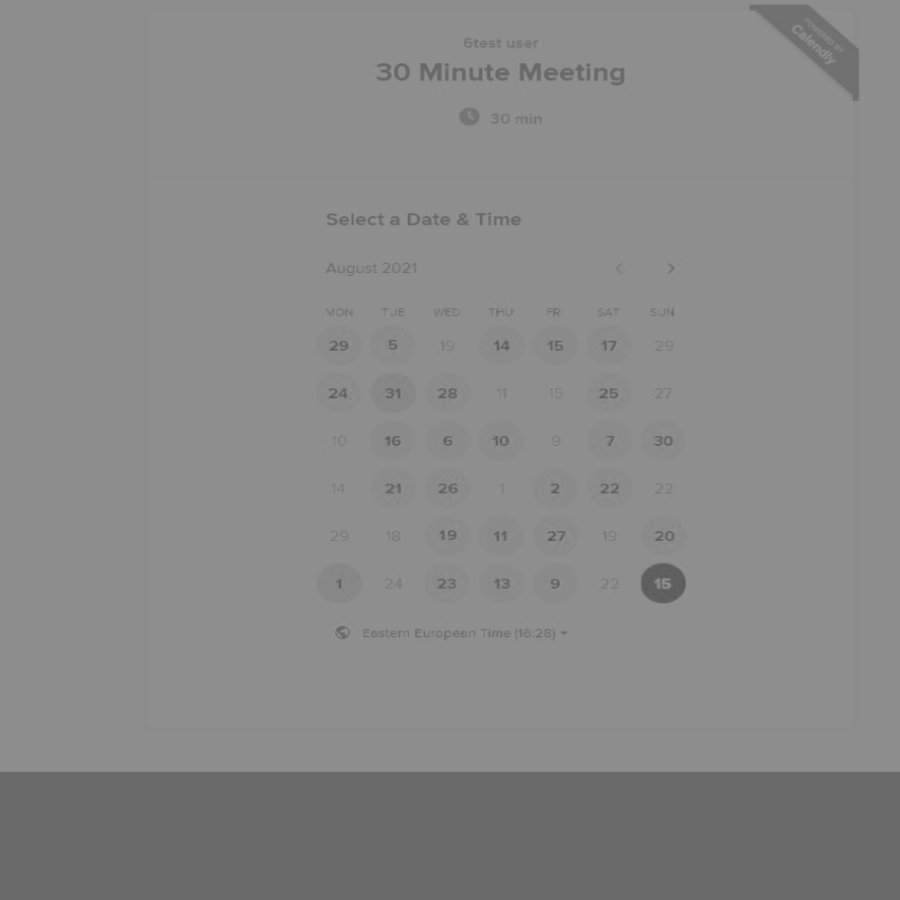 6test user
POWERED BY
Calendly
30 Minute Meeting
30 min
Select a Date & Time
August 2021
MON TUE WED THU FRI SAT SUN
29 5 19 14 15 17 29
24 31 28 11 15 25 27
10 16 6 10 9 7 30
14 21 26 1 2 22 22
29 18 19 11 27 19 20
1 24 23 13 9 22 15
Eestern Europeen Time (16:28)